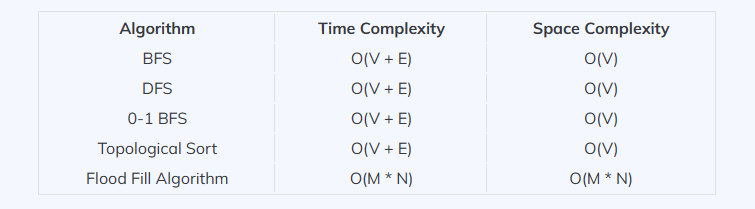 Algorithm Time Complexity Space Complexity
BFS O(V + E) O(V)
DFS O(V + E) O(V)
0-1 BFS O(V + E) O(V)
Topological Sort O(V + E) O(V)
Flood Fill Algorithm O(M * N) O(M * N)